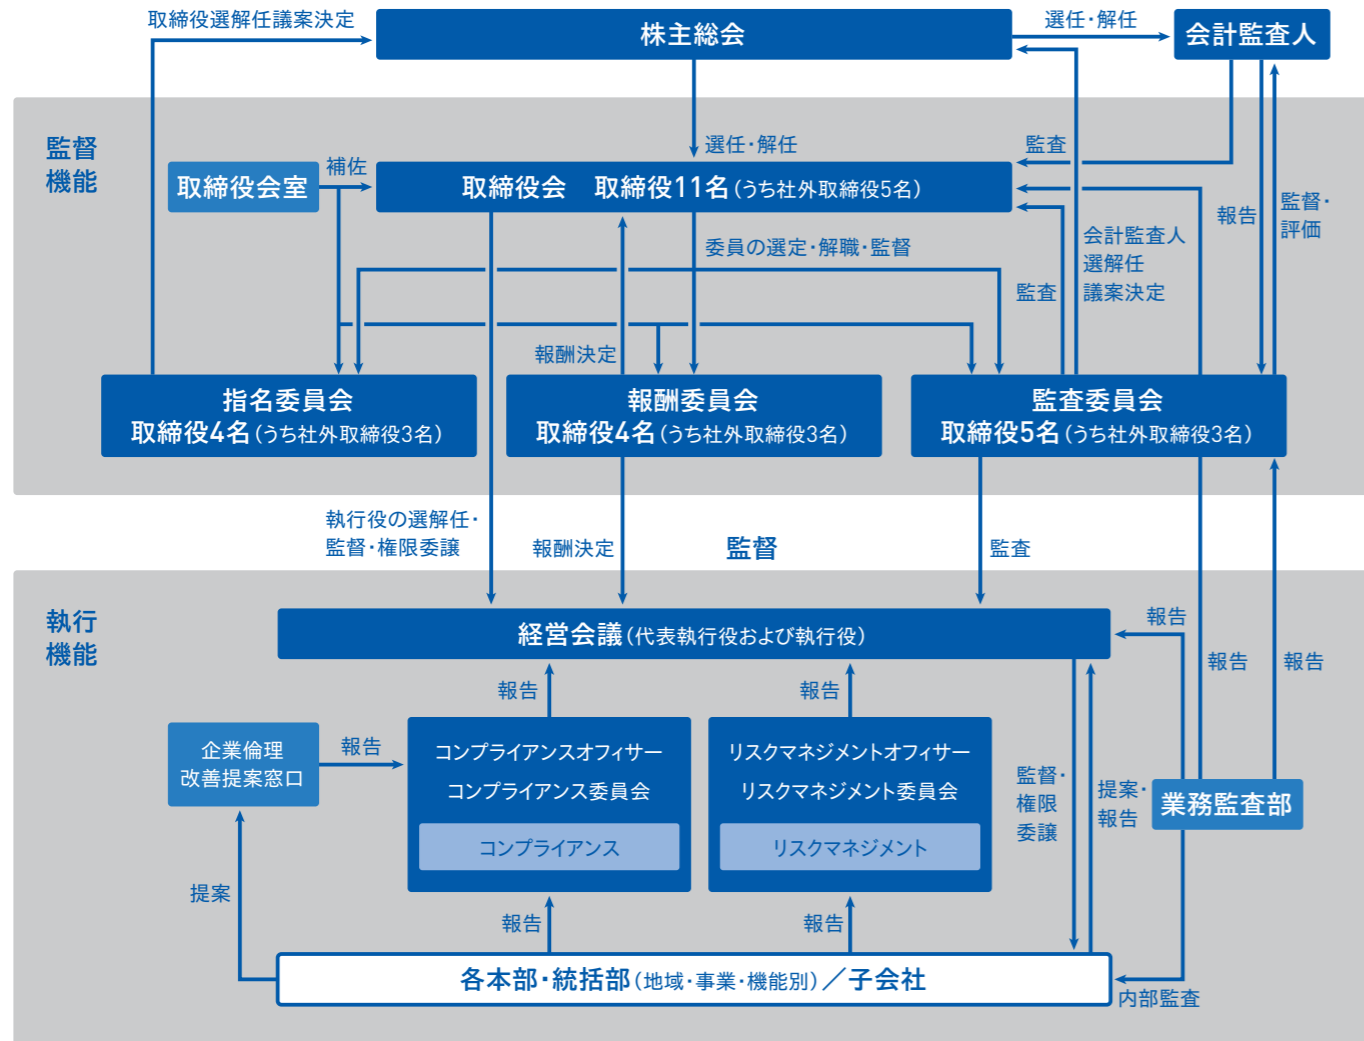 取締役選解任議案決定
株主総会
選任・解任
会計監査人
監督
機能
選任・解任
監査
取締役会室
補佐
取締役会　取締役11名（うち社外取締役5名）
報告
監督・
評価
委員の選定・解職・監督
監査
会計監査人
選解任
議案決定
報酬決定
指名委員会
取締役4名（うち社外取締役3名）
報酬委員会
取締役4名（うち社外取締役3名）
監査委員会
取締役5名（うち社外取締役3名）
執行役の選解任・
監督・権限委譲
報酬決定
監督
監査
執行
機能
経営会議（代表執行役および執行役）
報告
報告
報告
報告
報告
企業倫理
改善提案窓口
報告
コンプライアンスオフィサー
コンプライアンス委員会
コンプライアンス
リスクマネジメントオフィサー
リスクマネジメント委員会
リスクマネジメント
監督・
権限
委譲
提案・
報告
業務監査部
提案
報告
報告
各本部・統括部（地域・事業・機能別）／子会社
内部監査